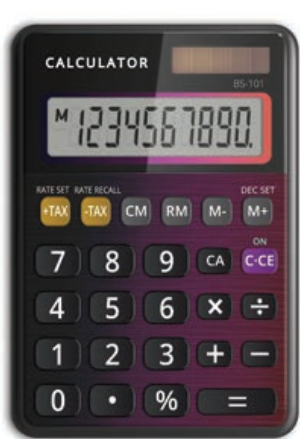 CALCULATOR
BS-101
M 1234567890.
RATE SET RATE RECALL DEC SET
+TAX -TAX CM RM M- M+
ON
7 8 9 CA C·CE
4 5 6 × ÷
1 2 3 + −
0 • % =